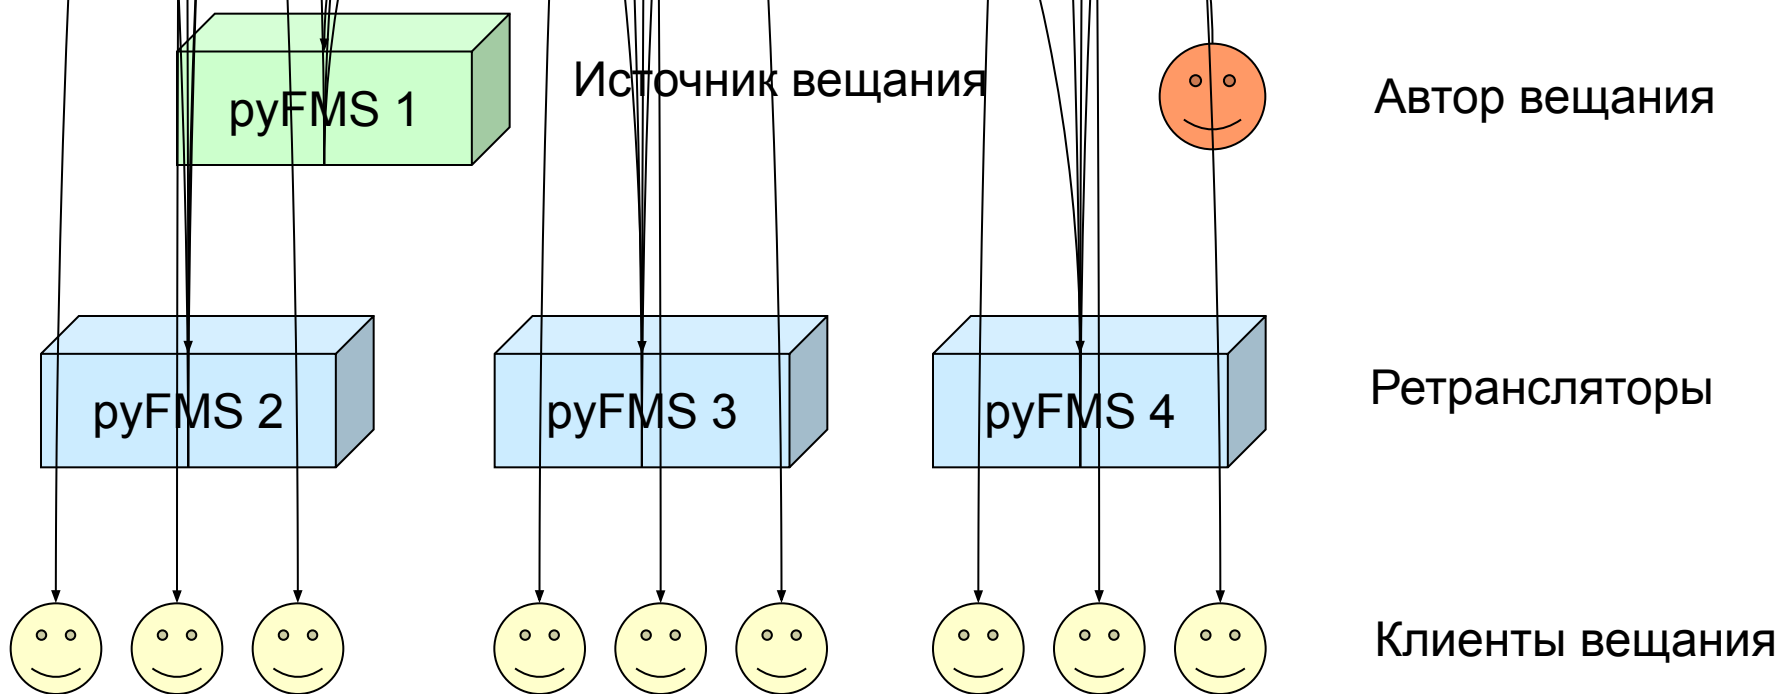 Источник вещания
pyFMS 1
Автор вещания
pyFMS 2
pyFMS 3
pyFMS 4
Ретрансляторы
Клиенты вещания